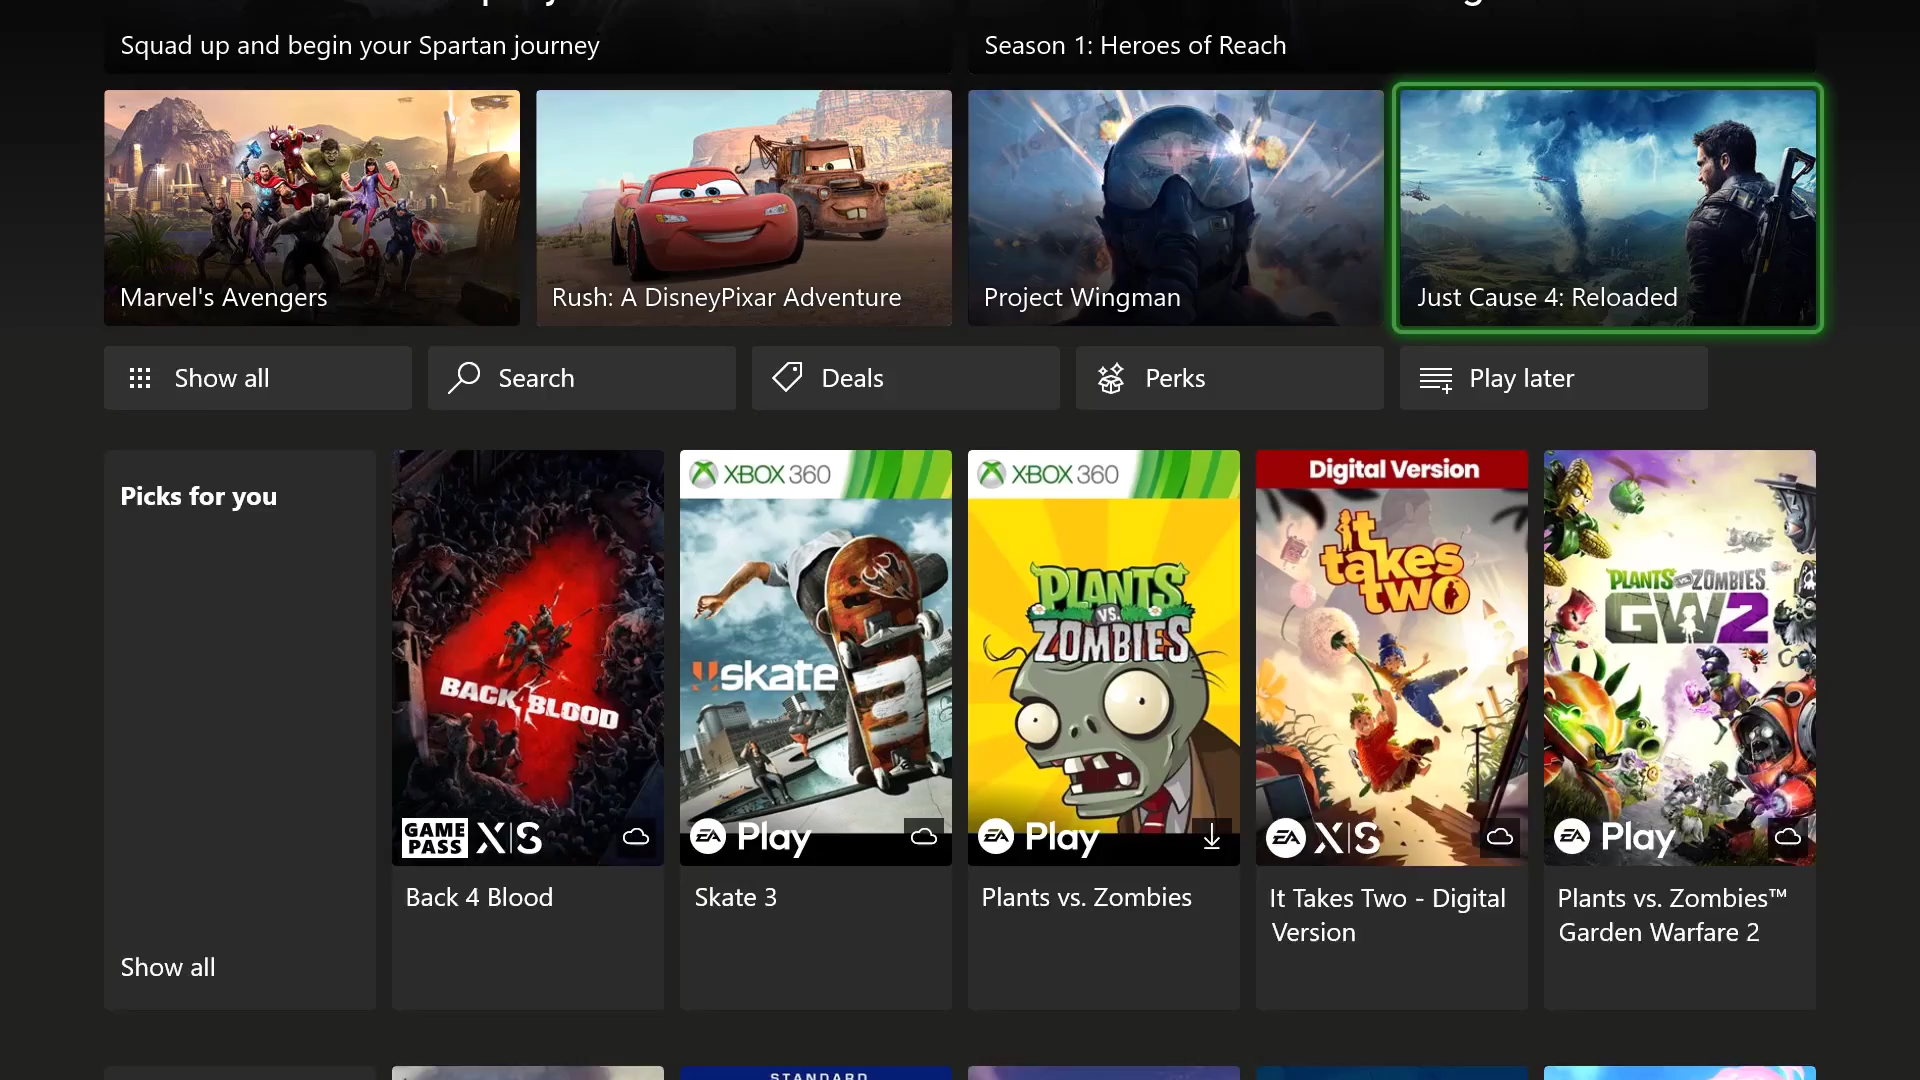 Squad up and begin your Spartan journey
Season 1: Heroes of Reach
Marvel's Avengers
Rush: A DisneyPixar Adventure
Project Wingman
Just Cause 4: Reloaded
Show all
Search
Deals
Perks
Play later
Picks for you
Show all
BACK 4 BLOOD
GAME PASS X|S
Back 4 Blood
XBOX 360
skate 3
EA Play
Skate 3
XBOX 360
PLANTS
VS.
ZOMBIES
EA Play
Plants vs. Zombies
Digital Version
it
takes
two
EA X|S
It Takes Two - Digital
Version
PLANTS VS ZOMBIES
GW2
EA Play
Plants vs. Zombies™
Garden Warfare 2
STANDARD